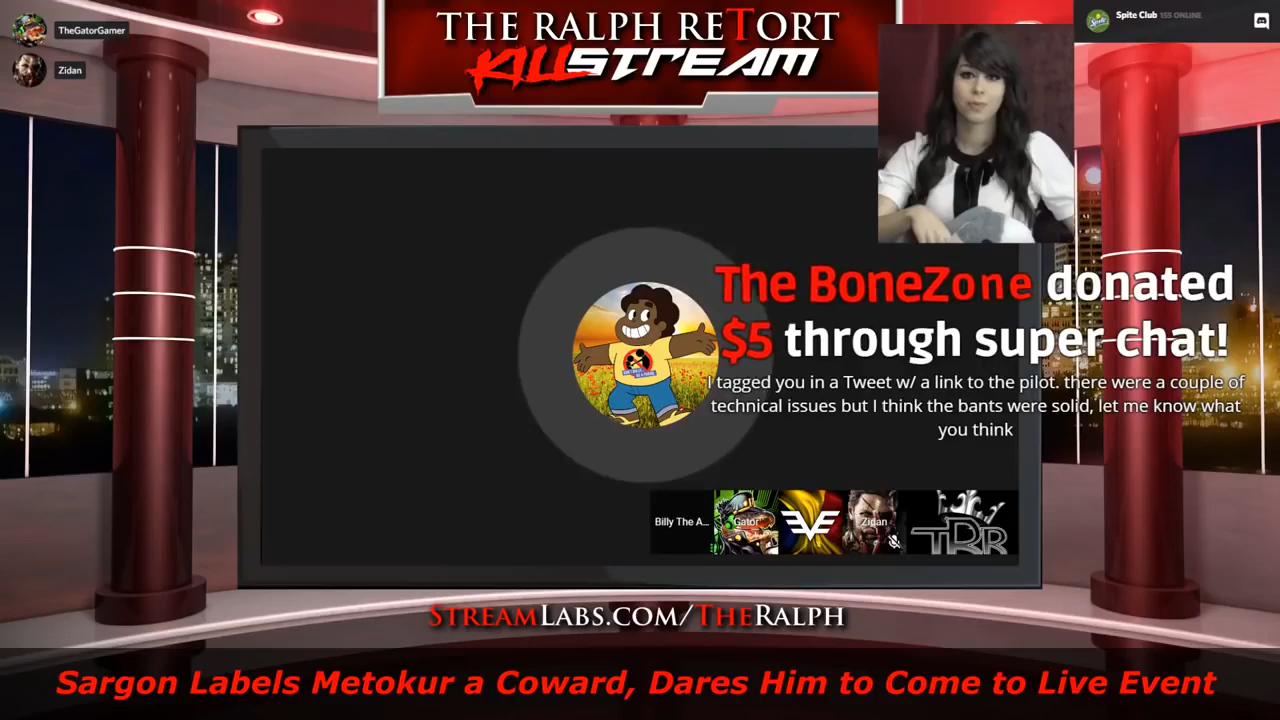 TheGatorGamer
Zidan
THE RALPH RETORT
KILLSTREAM
Spite Club 155 ONLINE
The BoneZone donated
$5 through super chat!
I tagged you in a Tweet w/ a link to the pilot. there were a couple of
technical issues but I think the bants were solid, let me know what
you think
Billy The A...
Gator
Zidan
TRR
STREAMLABS.COM/THERALPH
Sargon Labels Metokur a Coward, Dares Him to Come to Live Event